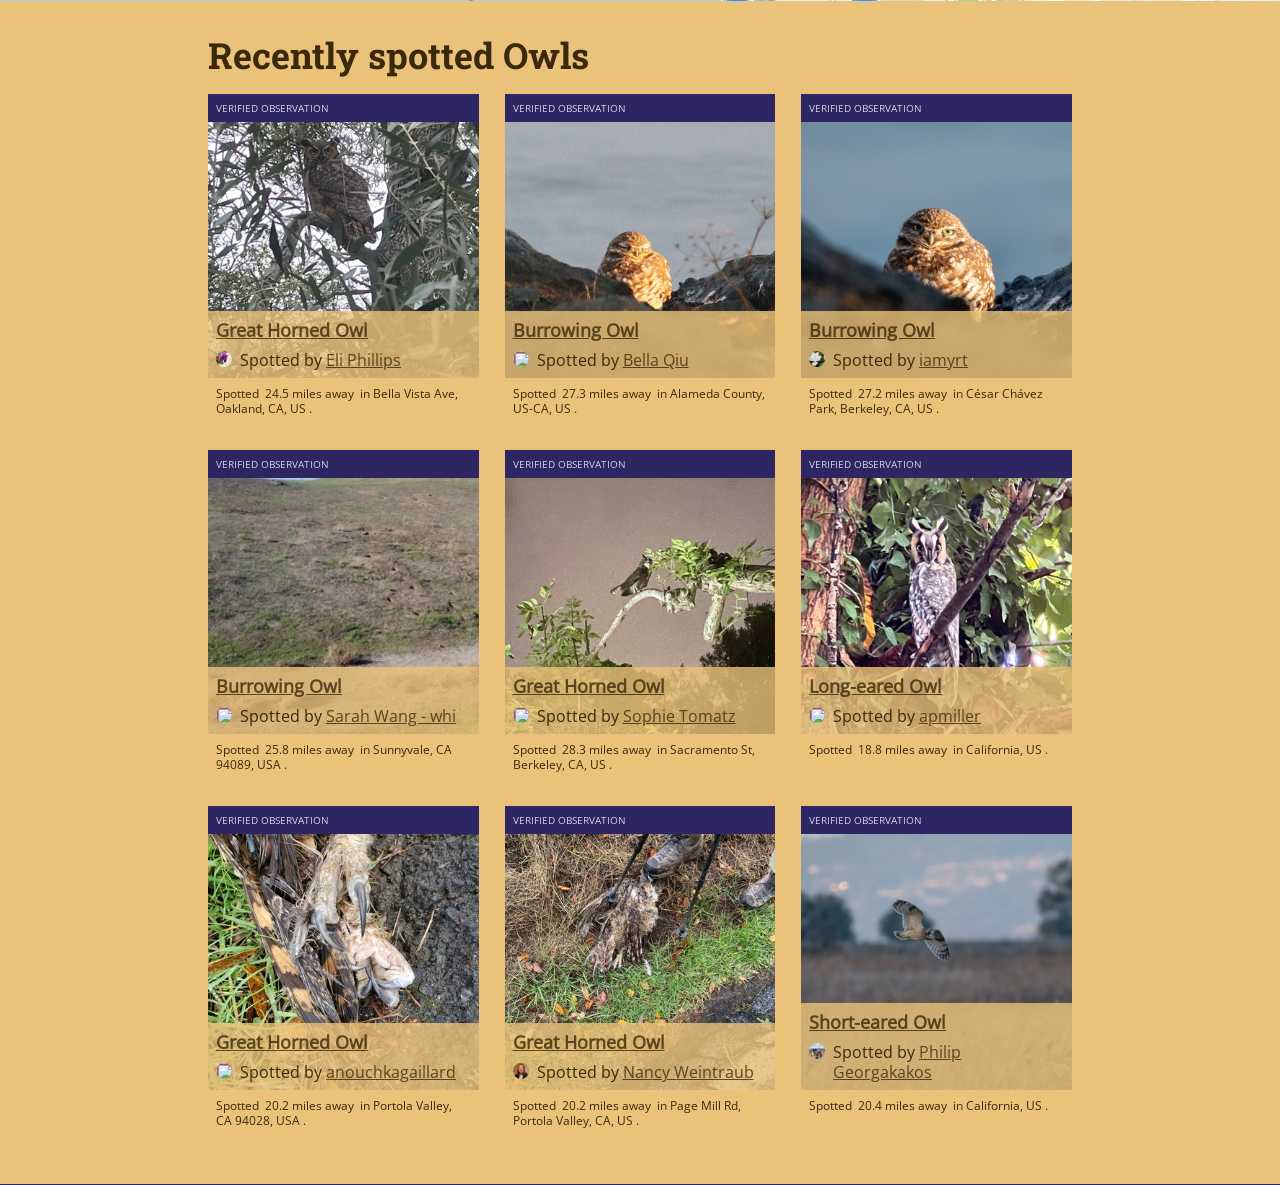 Recently spotted Owls
VERIFIED OBSERVATION
Great Horned Owl
Spotted by Eli Phillips
Spotted 24.5 miles away in Bella Vista Ave,
Oakland, CA, US .
VERIFIED OBSERVATION
Burrowing Owl
Spotted by Bella Qiu
Spotted 27.3 miles away in Alameda County,
US-CA, US .
VERIFIED OBSERVATION
Burrowing Owl
Spotted by iamyrt
Spotted 27.2 miles away in César Chávez
Park, Berkeley, CA, US .
VERIFIED OBSERVATION
Burrowing Owl
Spotted by Sarah Wang - whi
Spotted 25.8 miles away in Sunnyvale, CA
94089, USA .
VERIFIED OBSERVATION
Great Horned Owl
Spotted by Sophie Tomatz
Spotted 28.3 miles away in Sacramento St,
Berkeley, CA, US .
VERIFIED OBSERVATION
Long-eared Owl
Spotted by apmiller
Spotted 18.8 miles away in California, US .
VERIFIED OBSERVATION
Great Horned Owl
Spotted by anouchkagaillard
Spotted 20.2 miles away in Portola Valley,
CA 94028, USA .
VERIFIED OBSERVATION
Great Horned Owl
Spotted by Nancy Weintraub
Spotted 20.2 miles away in Page Mill Rd,
Portola Valley, CA, US .
VERIFIED OBSERVATION
Short-eared Owl
Spotted by Philip
Georgakakos
Spotted 20.4 miles away in California, US .